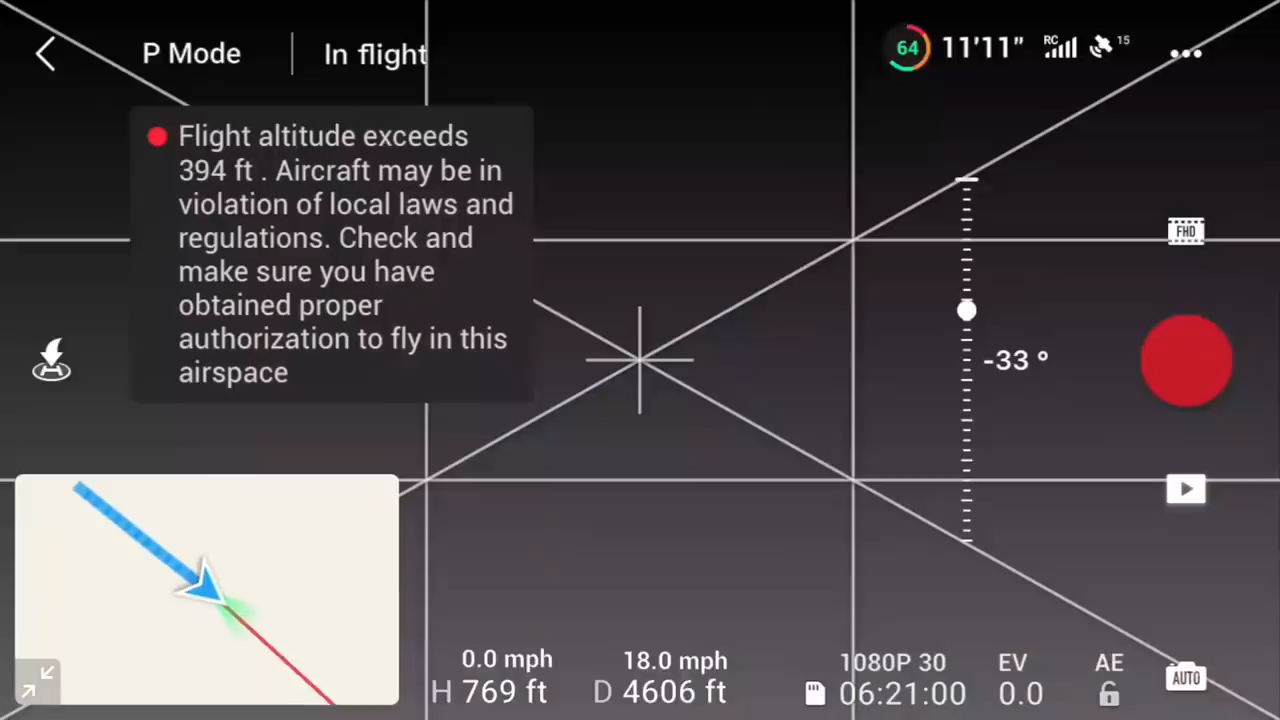 P Mode
In flight
64
11'11"
RC
15
Flight altitude exceeds
394 ft . Aircraft may be in
violation of local laws and
regulations. Check and
make sure you have
obtained proper
authorization to fly in this
airspace
FHD
-33 °
0.0 mph
18.0 mph
H 769 ft
D 4606 ft
1080P 30
06:21:00
EV
0.0
AE
AUTO